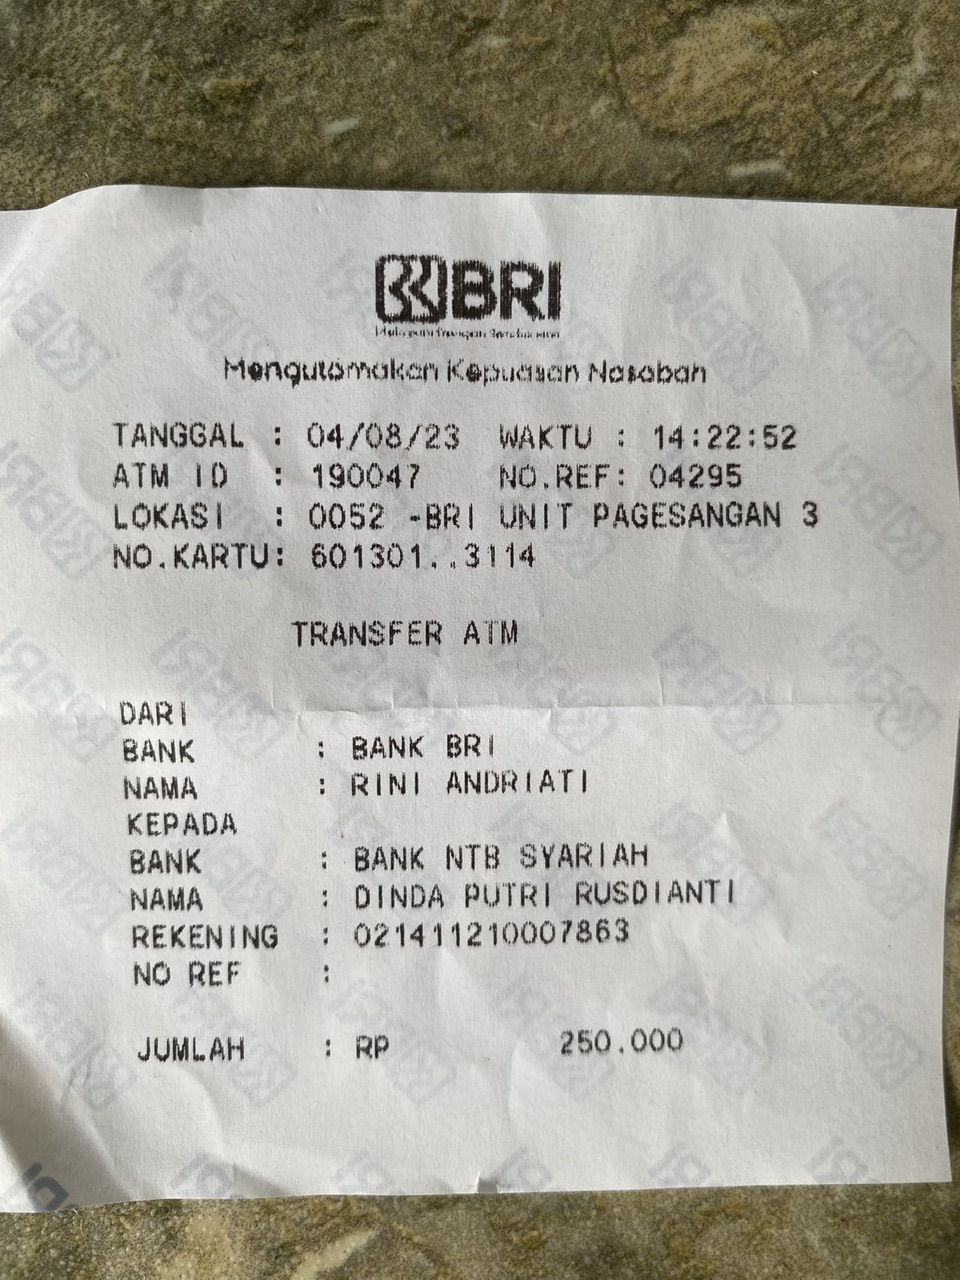 BRI
Mengutamakan Kepuasan Nasabah
TANGGAL : 04/08/23 WAKTU : 14:22:52
ATM ID : 190047 NO.REF: 04295
LOKASI : 0052 -BRI UNIT PAGESANGAN 3
NO.KARTU: 601301..3114
TRANSFER ATM
DARI
BANK : BANK BRI
NAMA : RINI ANDRIATI
KEPADA
BANK : BANK NTB SYARIAH
NAMA : DINDA PUTRI RUSDIANTI
REKENING : 021411210007863
NO REF :
JUMLAH : RP 250.000